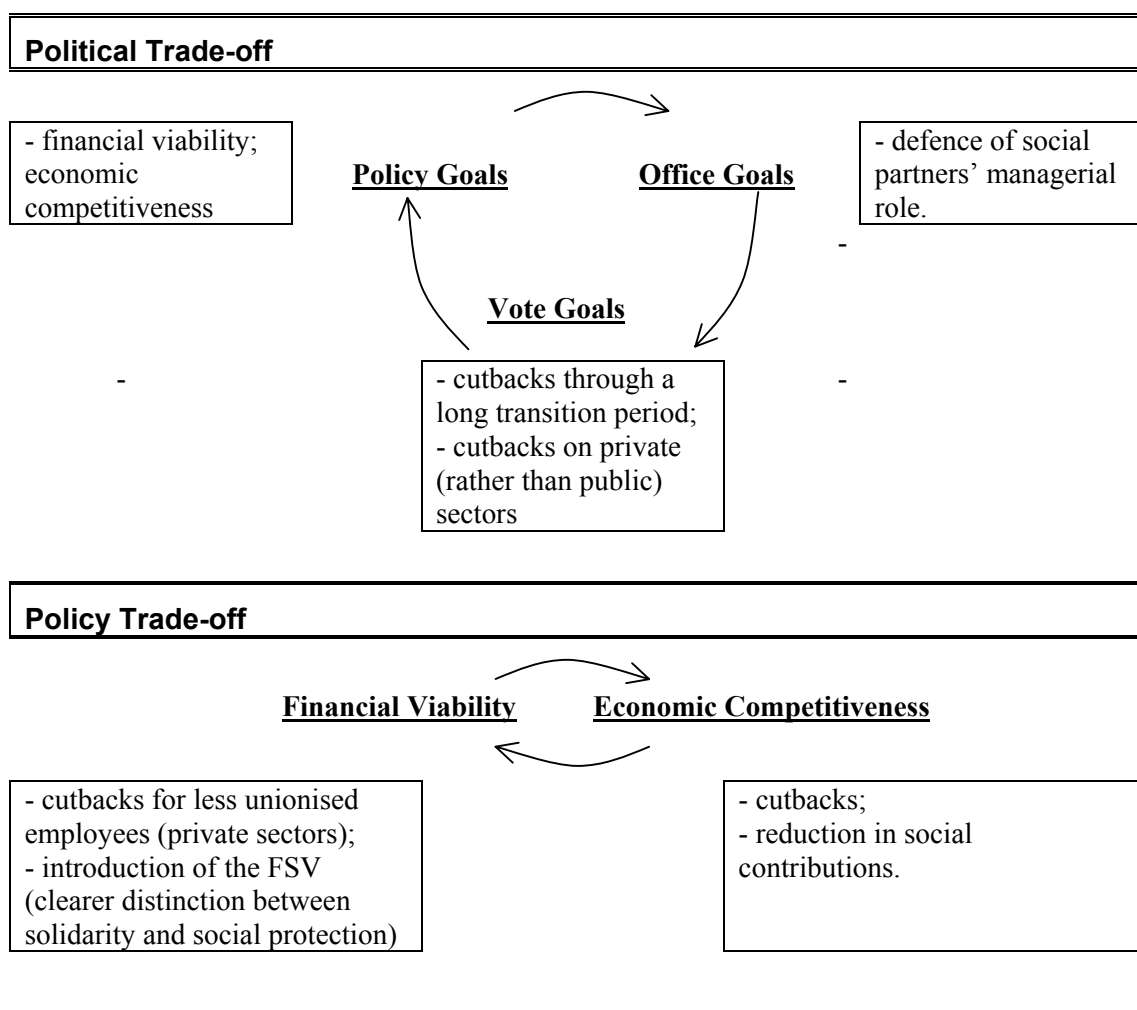 Political Trade-off
- financial viability;
economic
competitiveness
Policy Goals
Office Goals
- defence of social
partners’ managerial
role.
-
Vote Goals
-
- cutbacks through a
long transition period;
- cutbacks on private
(rather than public)
sectors
-
Policy Trade-off
Financial Viability
Economic Competitiveness
- cutbacks for less unionised
employees (private sectors);
- introduction of the FSV
(clearer distinction between
solidarity and social protection)
- cutbacks;
- reduction in social
contributions.